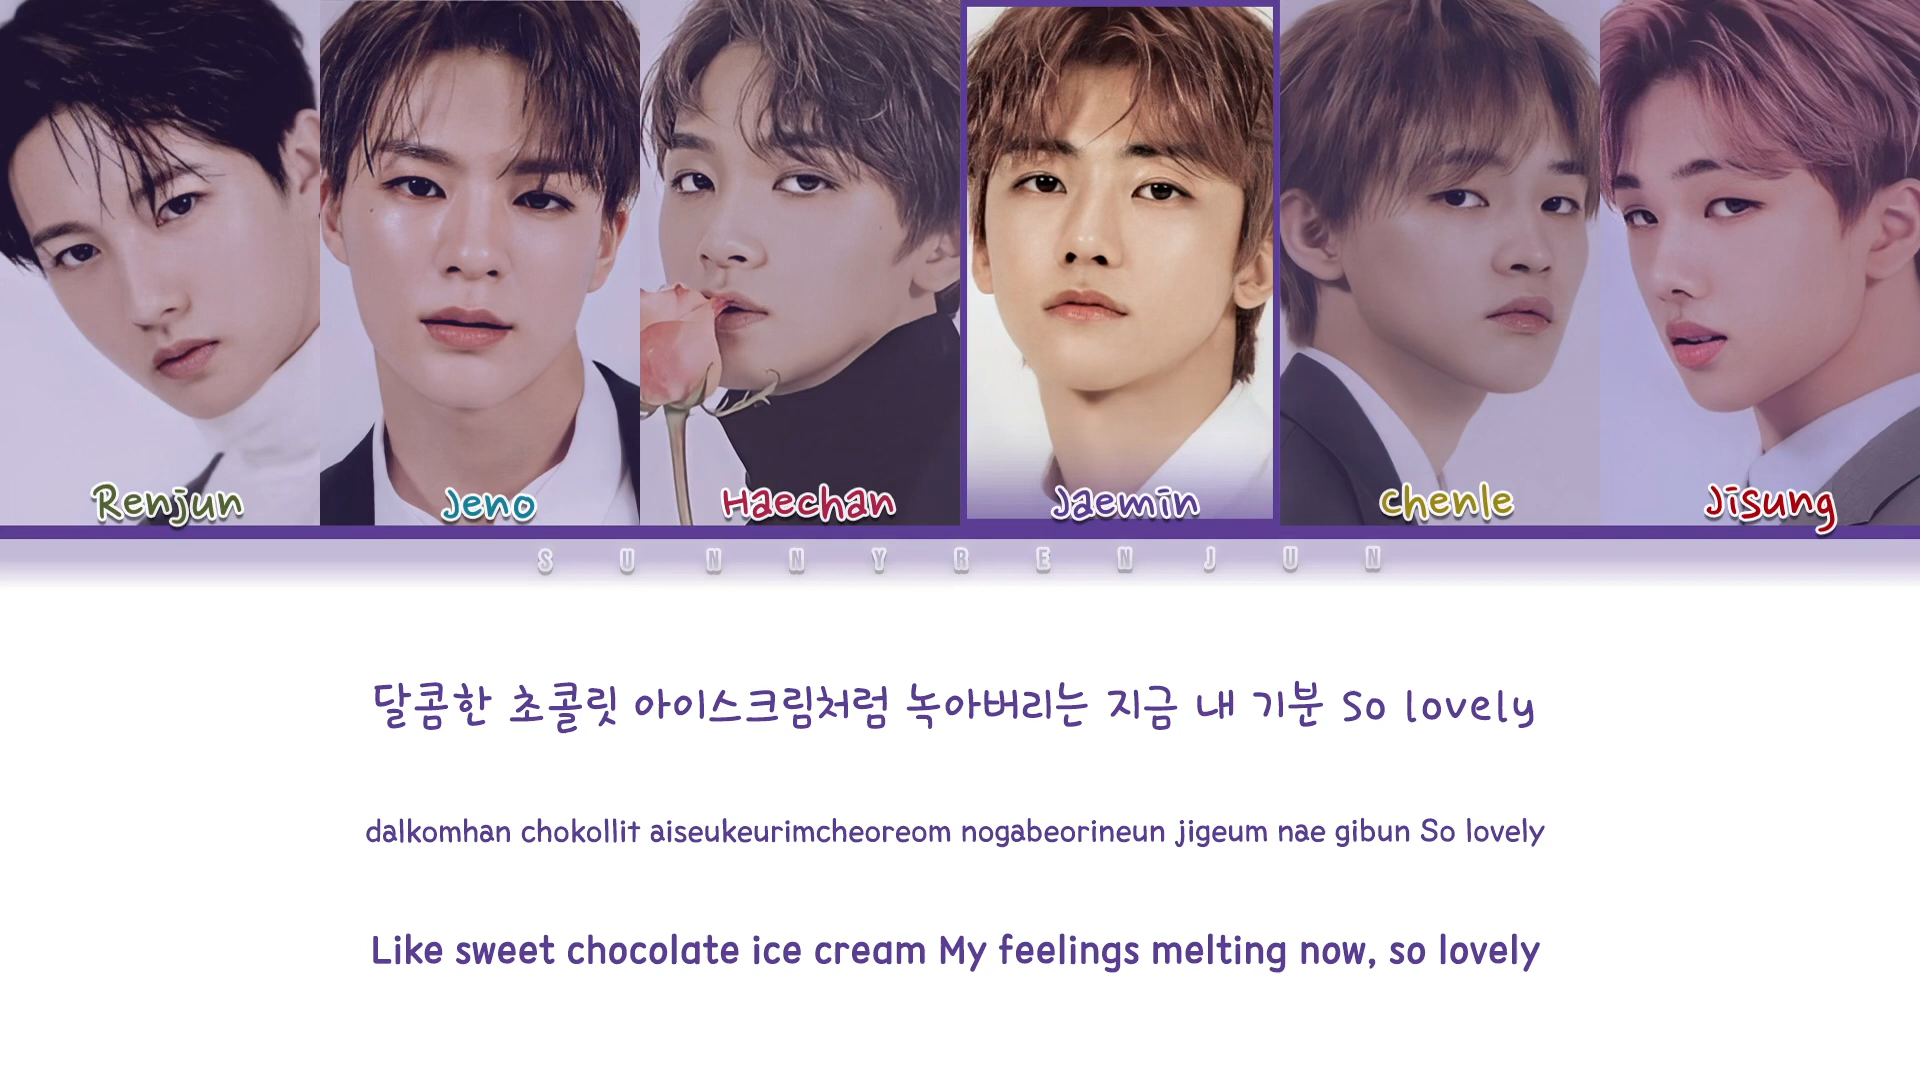 Renjun Jeno Haechan Jaemin Chenle Jisung
SUNNYRENJUN
달콤한 초콜릿 아이스크림처럼 녹아버리는 지금 내 기분 So lovely
dalkomhan chokollit aiseukeurimcheoreom nogabeorineun jigeum nae gibun So lovely
Like sweet chocolate ice cream My feelings melting now, so lovely